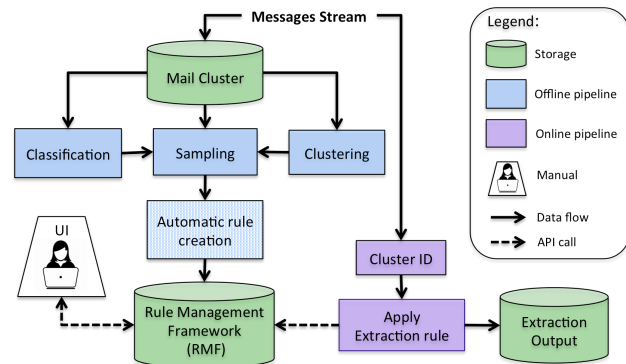 Messages Stream
Mail Cluster
Classification
Sampling
Clustering
Automatic rule
creation
UI
Rule Management
Framework
(RMF)
Cluster ID
Apply
Extraction rule
Extraction
Output
Legend:
Storage
Offline pipeline
Online pipeline
Manual
Data flow
API call